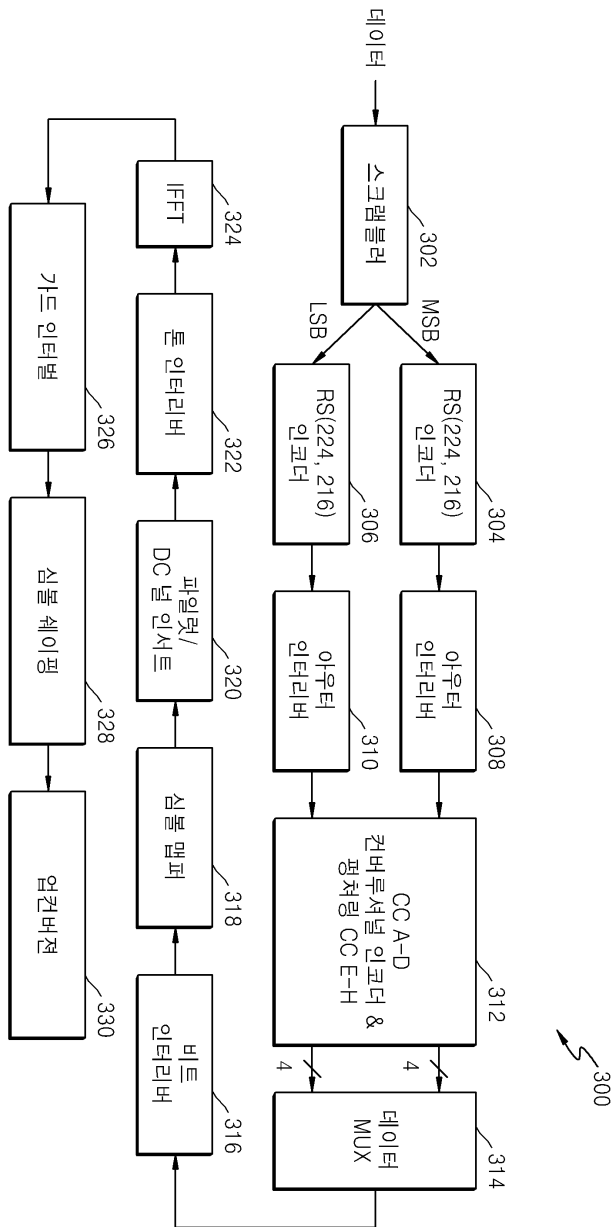 300
데이터
스크램블러
302
MSB
LSB
RS(224, 216)
인코더
304
RS(224, 216)
인코더
306
아우터
인터리버
308
아우터
인터리버
310
CC A-D
컨버루셔널 인코더 &
펑쳐링 CC E-H
312
4
4
데이터
MUX
314
비트
인터리버
316
심볼 맵퍼
318
파일럿/
DC 널 인서트
320
톤 인터리버
322
IFFT
324
가드 인터벌
326
심볼 쉐이핑
328
업컨버젼
330